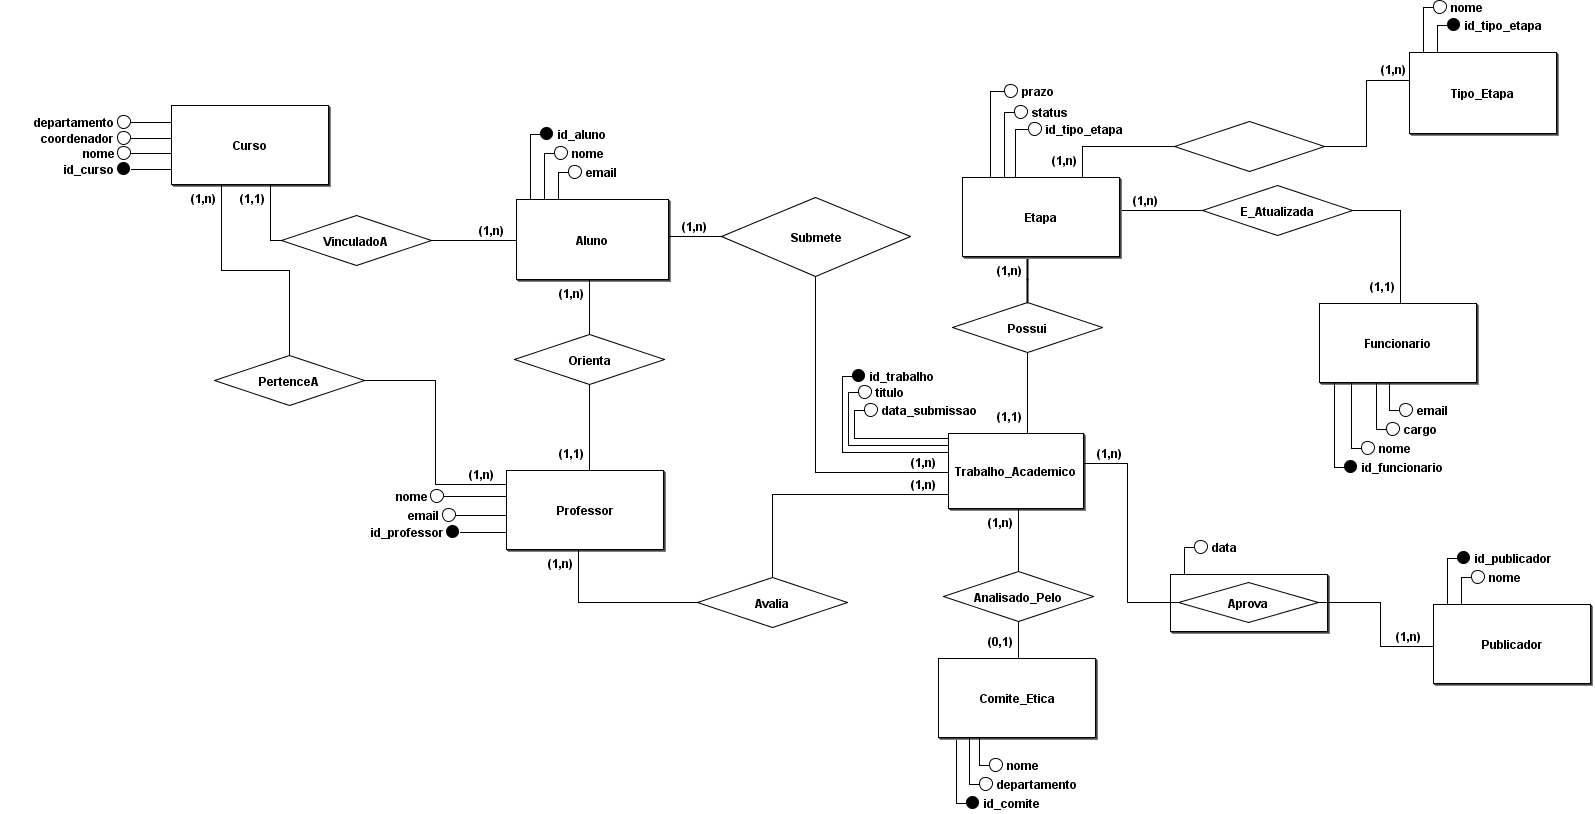 nome
id_tipo_etapa
(1,n)
Tipo_Etapa
prazo
status
id_tipo_etapa
(1,n)
departamento
coordenador
nome
id_curso
Curso
(1,n)
(1,1)
id_aluno
nome
email
VinculadoA
(1,n)
Aluno
(1,n)
Submete
Etapa
(1,n)
E_Atualizada
(1,n)
(1,1)
(1,n)
Possui
Funcionario
Orienta
PertenceA
id_trabalho
titulo
data_submissao
(1,1)
email
cargo
nome
id_funcionario
(1,1)
(1,n)
(1,n)
(1,n)
Trabalho_Academico
(1,n)
nome
email
id_professor
Professor
(1,n)
(1,n)
data
id_publicador
nome
Avalia
Analisado_Pelo
Aprova
(1,n)
Publicador
(0,1)
Comite_Etica
nome
departamento
id_comite